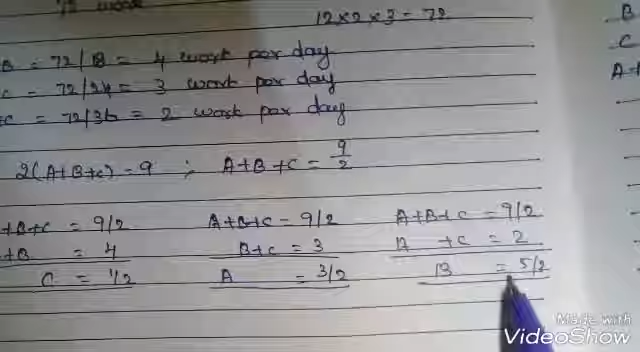 12×2×3 = 72
B
C
B = 72/B = 4 work per day
C = 72/24 = 3 work per day
+C = 72/36 = 2 work per day
2(A+B+c) = 9 ; A+B+C = 9/2
+B+c = 9/2 A+B+c = 9/2 A+B+c = 9/2
+B = 4 B+c = 3 A +c = 2
C = 1/2 A = 3/2 B = 5/2
Made with
VideoShow